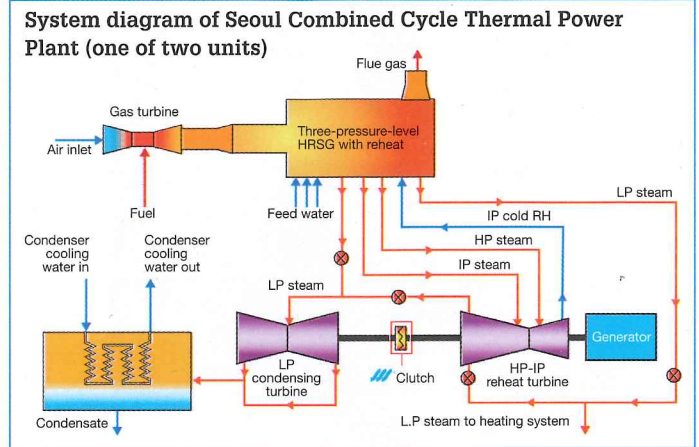 System diagram of Seoul Combined Cycle Thermal Power
Plant (one of two units)
Flue gas
Gas turbine
Three-pressure-level
HRSG with reheat
Air inlet
Fuel
Feed water
LP steam
IP cold RH
HP steam
IP steam
Condenser
cooling
water in
Condenser
cooling
water out
LP steam
Generator
LP
condensing
turbine
Clutch
HP-IP
reheat turbine
Condensate
L.P steam to heating system